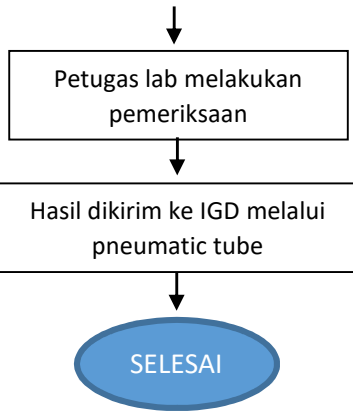 Petugas lab melakukan
pemeriksaan
Hasil dikirim ke IGD melalui
pneumatic tube
SELESAI